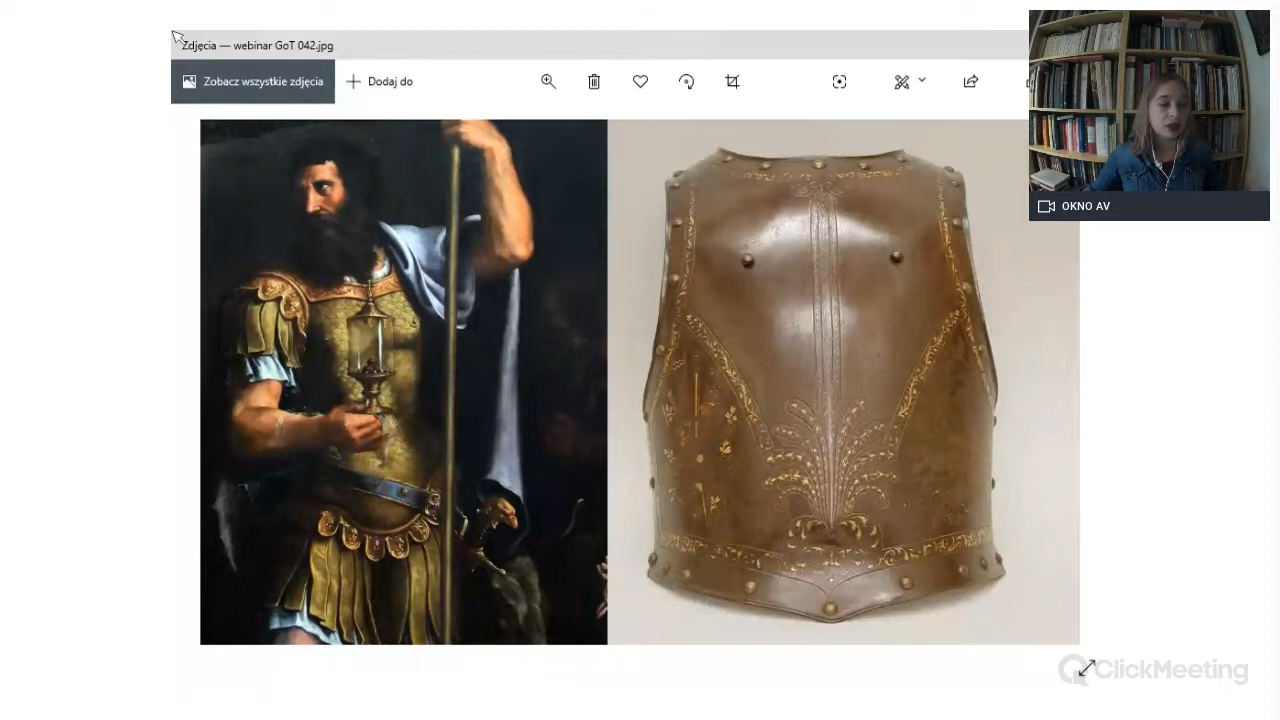 Zdjęcia — webinar GoT 042.jpg
Zobacz wszystkie zdjęcia
Dodaj do
OKNO AV
ClickMeeting